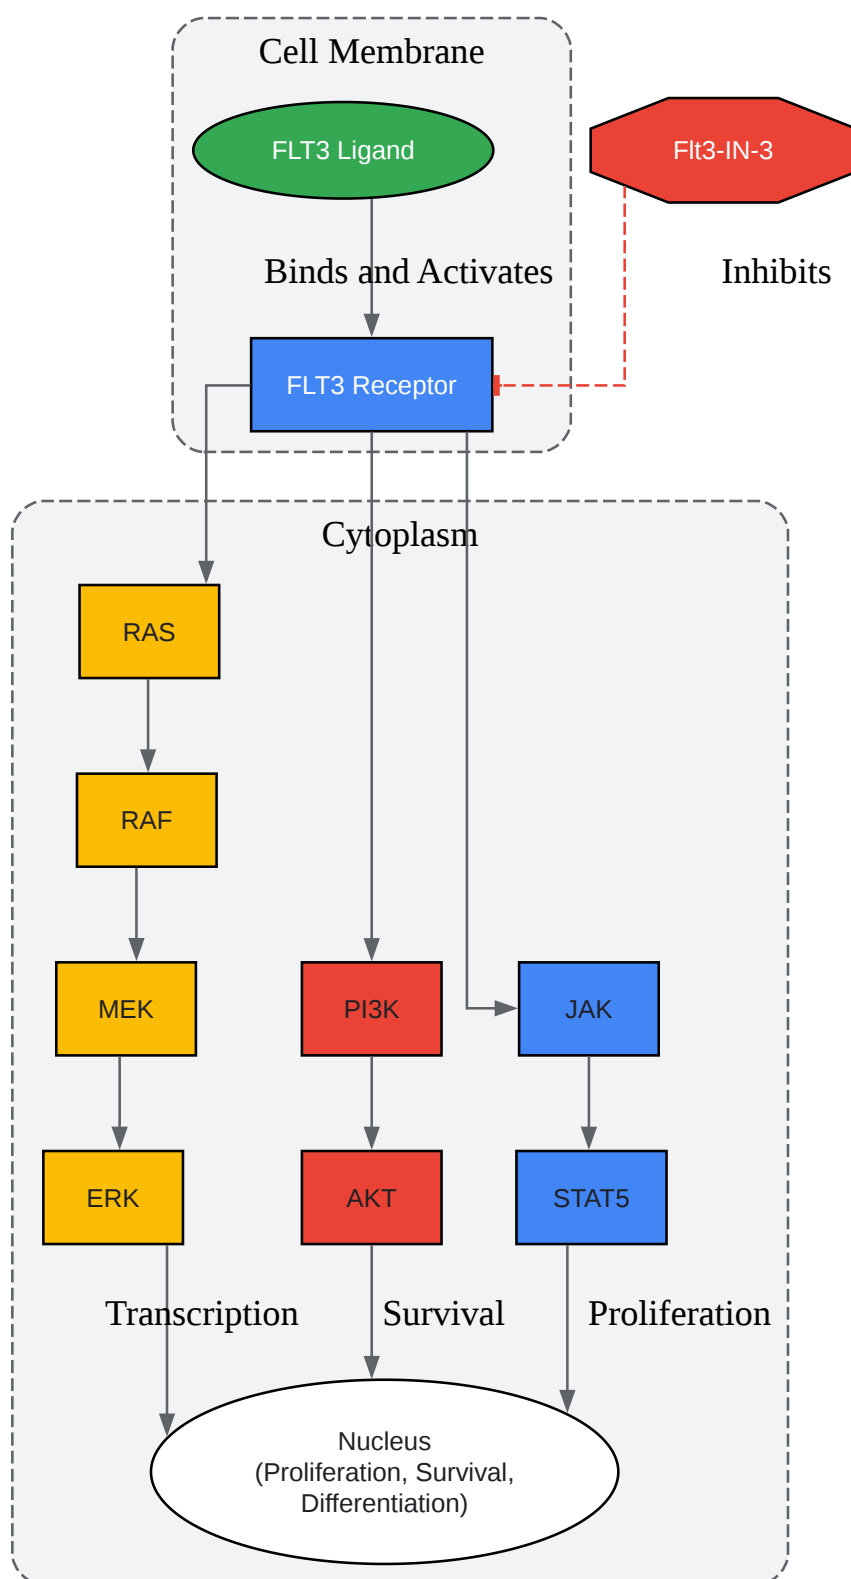 Cell Membrane
FLT3 Ligand
Flt3-IN-3
Binds and Activates
Inhibits
FLT3 Receptor
Cytoplasm
RAS
RAF
MEK
PI3K
JAK
ERK
AKT
STAT5
Transcription
Survival
Proliferation
Nucleus
(Proliferation, Survival,
Differentiation)